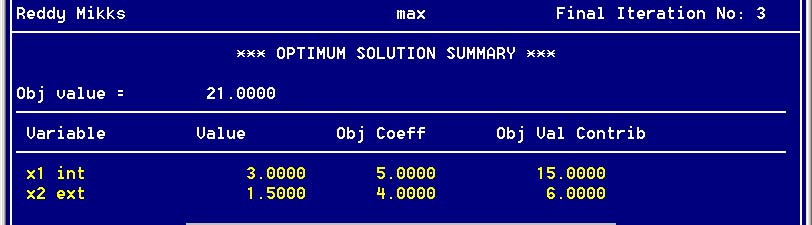 Reddy Mikks max Final Iteration No: 3
*** OPTIMUM SOLUTION SUMMARY ***
Obj value = 21.0000
Variable Value Obj Coeff Obj Val Contrib
x1 int 3.0000 5.0000 15.0000
x2 ext 1.5000 4.0000 6.0000